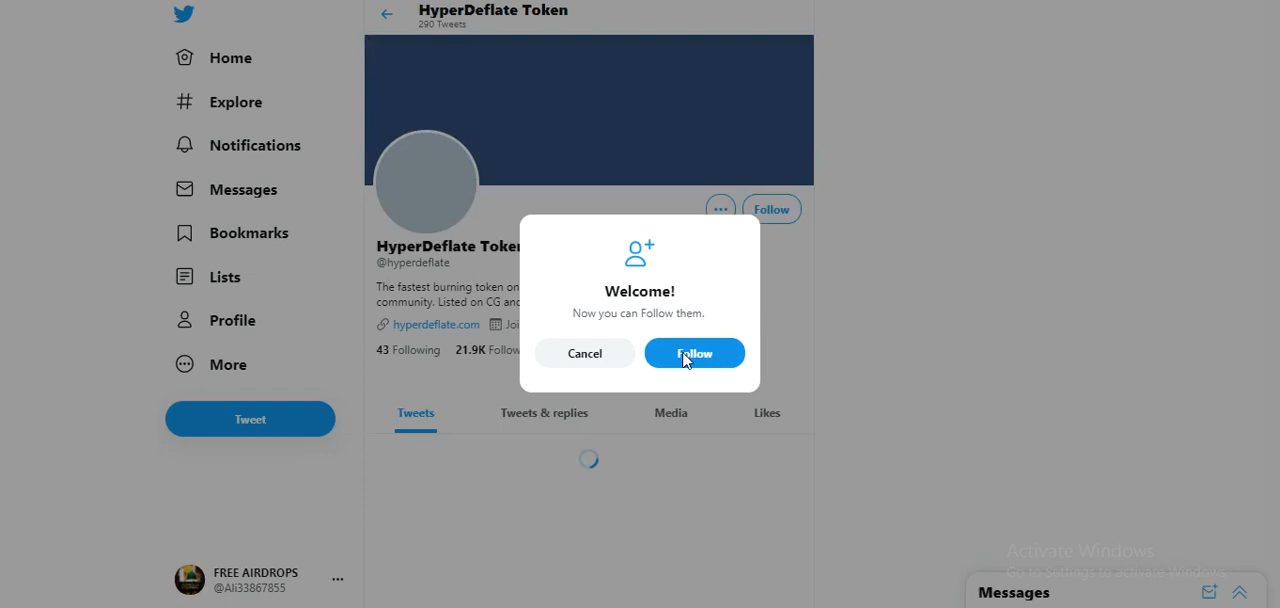 HyperDeflate Token
290 Tweets
Home
Explore
Notifications
Messages
Bookmarks
Lists
Profile
More
Tweet
FREE AIRDROPS
@Ali33867855
Follow
HyperDeflate Token
@hyperdeflate
The fastest burning token on
community. Listed on CG and
hyperdeflate.com Joi
43 Following 21.9K Follow
Welcome!
Now you can Follow them.
Cancel Follow
Tweets Tweets & replies Media Likes
Activate Windows
Go to Settings to activate Windows.
Messages